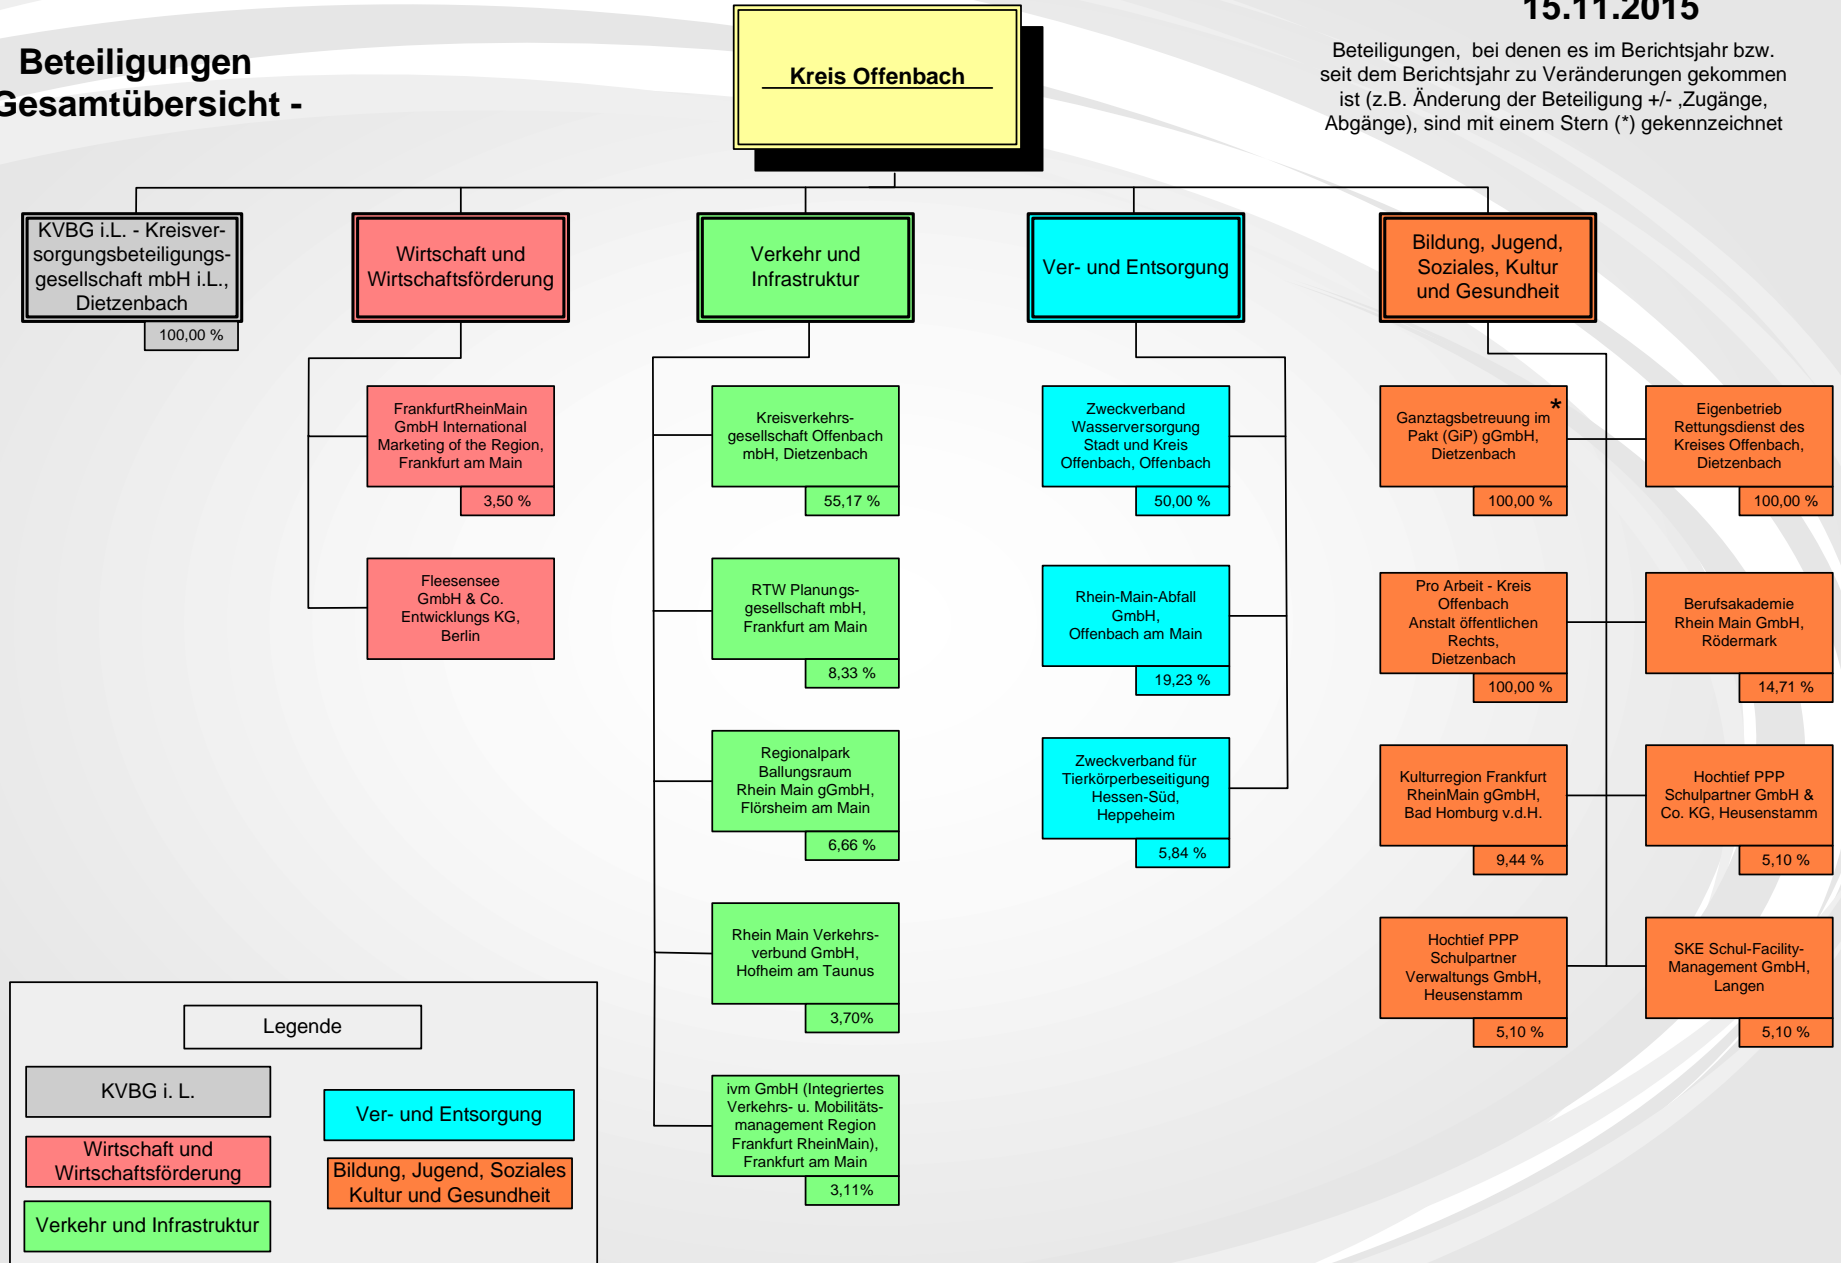 15.11.2015
Beteiligungen
Gesamtübersicht -
Kreis Offenbach
Beteiligungen, bei denen es im Berichtsjahr bzw.
seit dem Berichtsjahr zu Veränderungen gekommen
ist (z.B. Änderung der Beteiligung +/- ,Zugänge,
Abgänge), sind mit einem Stern (*) gekennzeichnet
KVBG i.L. - Kreisver-
sorgungsbeteiligungs-
gesellschaft mbH i.L.,
Dietzenbach
100,00 %
Wirtschaft und
Wirtschaftsförderung
FrankfurtRheinMain
GmbH International
Marketing of the Region,
Frankfurt am Main
3,50 %
Fleesensee
GmbH & Co.
Entwicklungs KG,
Berlin
Verkehr und
Infrastruktur
Kreisverkehrs-
gesellschaft Offenbach
mbH, Dietzenbach
55,17 %
RTW Planungs-
gesellschaft mbH,
Frankfurt am Main
8,33 %
Regionalpark
Ballungsraum
Rhein Main gGmbH,
Flörsheim am Main
6,66 %
Rhein Main Verkehrs-
verbund GmbH,
Hofheim am Taunus
3,70%
ivm GmbH (Integriertes
Verkehrs- u. Mobilitäts-
management Region
Frankfurt RheinMain),
Frankfurt am Main
3,11%
Ver- und Entsorgung
Zweckverband
Wasserversorgung
Stadt und Kreis
Offenbach, Offenbach
50,00 %
Rhein-Main-Abfall
GmbH,
Offenbach am Main
19,23 %
Zweckverband für
Tierkörperbeseitigung
Hessen-Süd,
Heppeheim
5,84 %
Bildung, Jugend,
Soziales, Kultur
und Gesundheit
Ganztagsbetreuung im *
Pakt (GiP) gGmbH,
Dietzenbach
100,00 %
Eigenbetrieb
Rettungsdienst des
Kreises Offenbach,
Dietzenbach
100,00 %
Pro Arbeit - Kreis
Offenbach
Anstalt öffentlichen
Rechts,
Dietzenbach
100,00 %
Berufsakademie
Rhein Main GmbH,
Rödermark
14,71 %
Kulturregion Frankfurt
RheinMain gGmbH,
Bad Homburg v.d.H.
9,44 %
Hochtief PPP
Schulpartner GmbH &
Co. KG, Heusenstamm
5,10 %
Hochtief PPP
Schulpartner
Verwaltungs GmbH,
Heusenstamm
5,10 %
SKE Schul-Facility-
Management GmbH,
Langen
5,10 %
Legende
KVBG i. L.
Wirtschaft und
Wirtschaftsförderung
Verkehr und Infrastruktur
Ver- und Entsorgung
Bildung, Jugend, Soziales
Kultur und Gesundheit